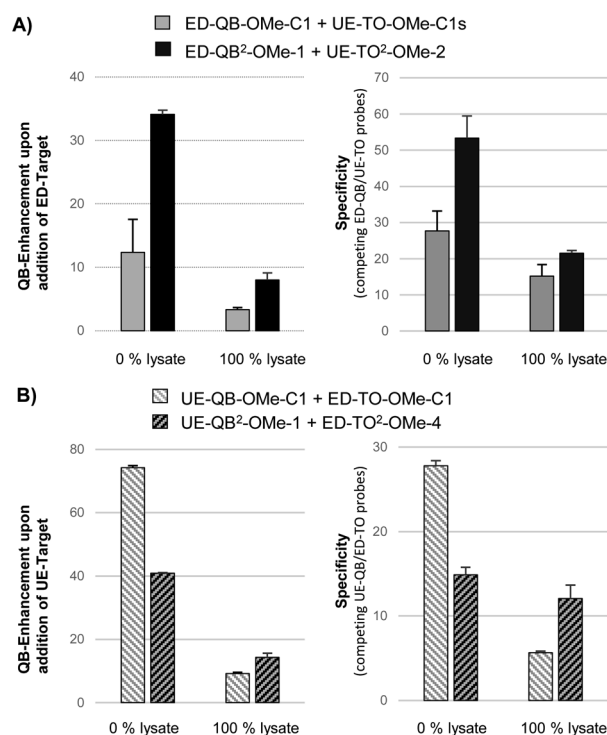 A)
ED-QB-OMe-C1 + UE-TO-OMe-C1s
ED-QB²-OMe-1 + UE-TO²-OMe-2
QB-Enhancement upon
addition of ED-Target
40
30
20
10
0
0 % lysate
100 % lysate
Specificity
(competing ED-QB/UE-TO probes)
70
60
50
40
30
20
10
0
0 % lysate
100 % lysate
B)
UE-QB-OMe-C1 + ED-TO-OMe-C1
UE-QB²-OMe-1 + ED-TO²-OMe-4
QB-Enhancement upon
addition of UE-Target
80
60
40
20
0
0 % lysate
100 % lysate
Specificity
(competing UE-QB/ED-TO probes)
30
20
10
0
0 % lysate
100 % lysate